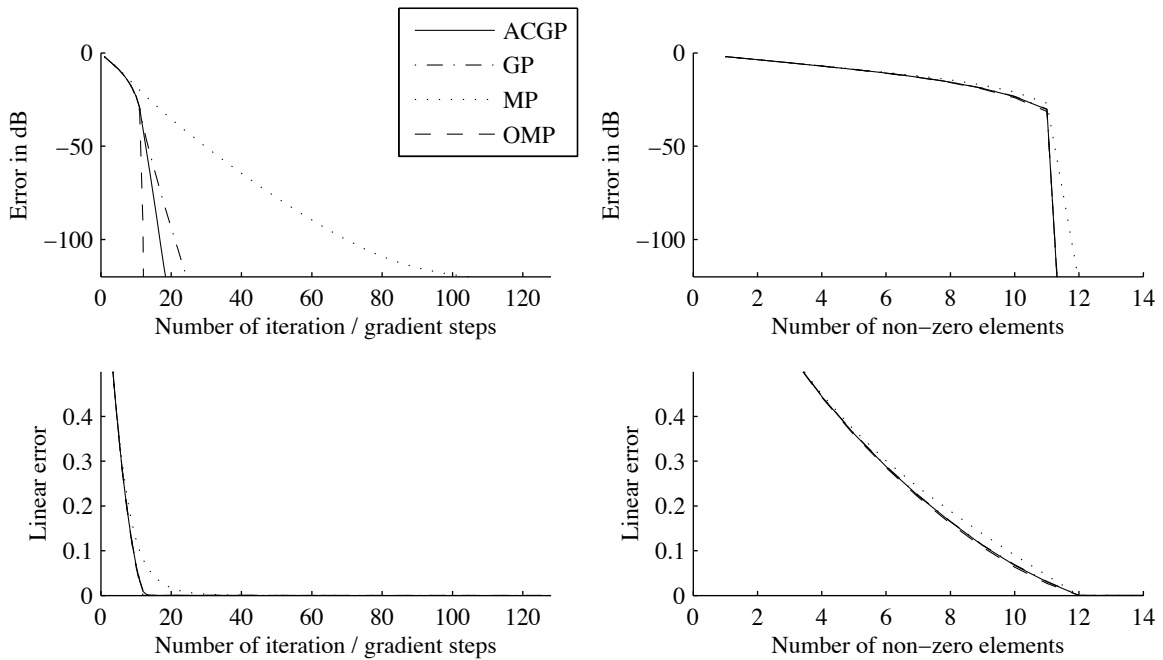 ACGP
GP
MP
OMP
0
−50
−100
Error in dB
0 20 40 60 80 100 120
Number of iteration / gradient steps
0
−50
−100
Error in dB
0 2 4 6 8 10 12 14
Number of non−zero elements
0.4
0.3
0.2
0.1
0
Linear error
0 20 40 60 80 100 120
Number of iteration / gradient steps
0.4
0.3
0.2
0.1
0
Linear error
0 2 4 6 8 10 12 14
Number of non−zero elements